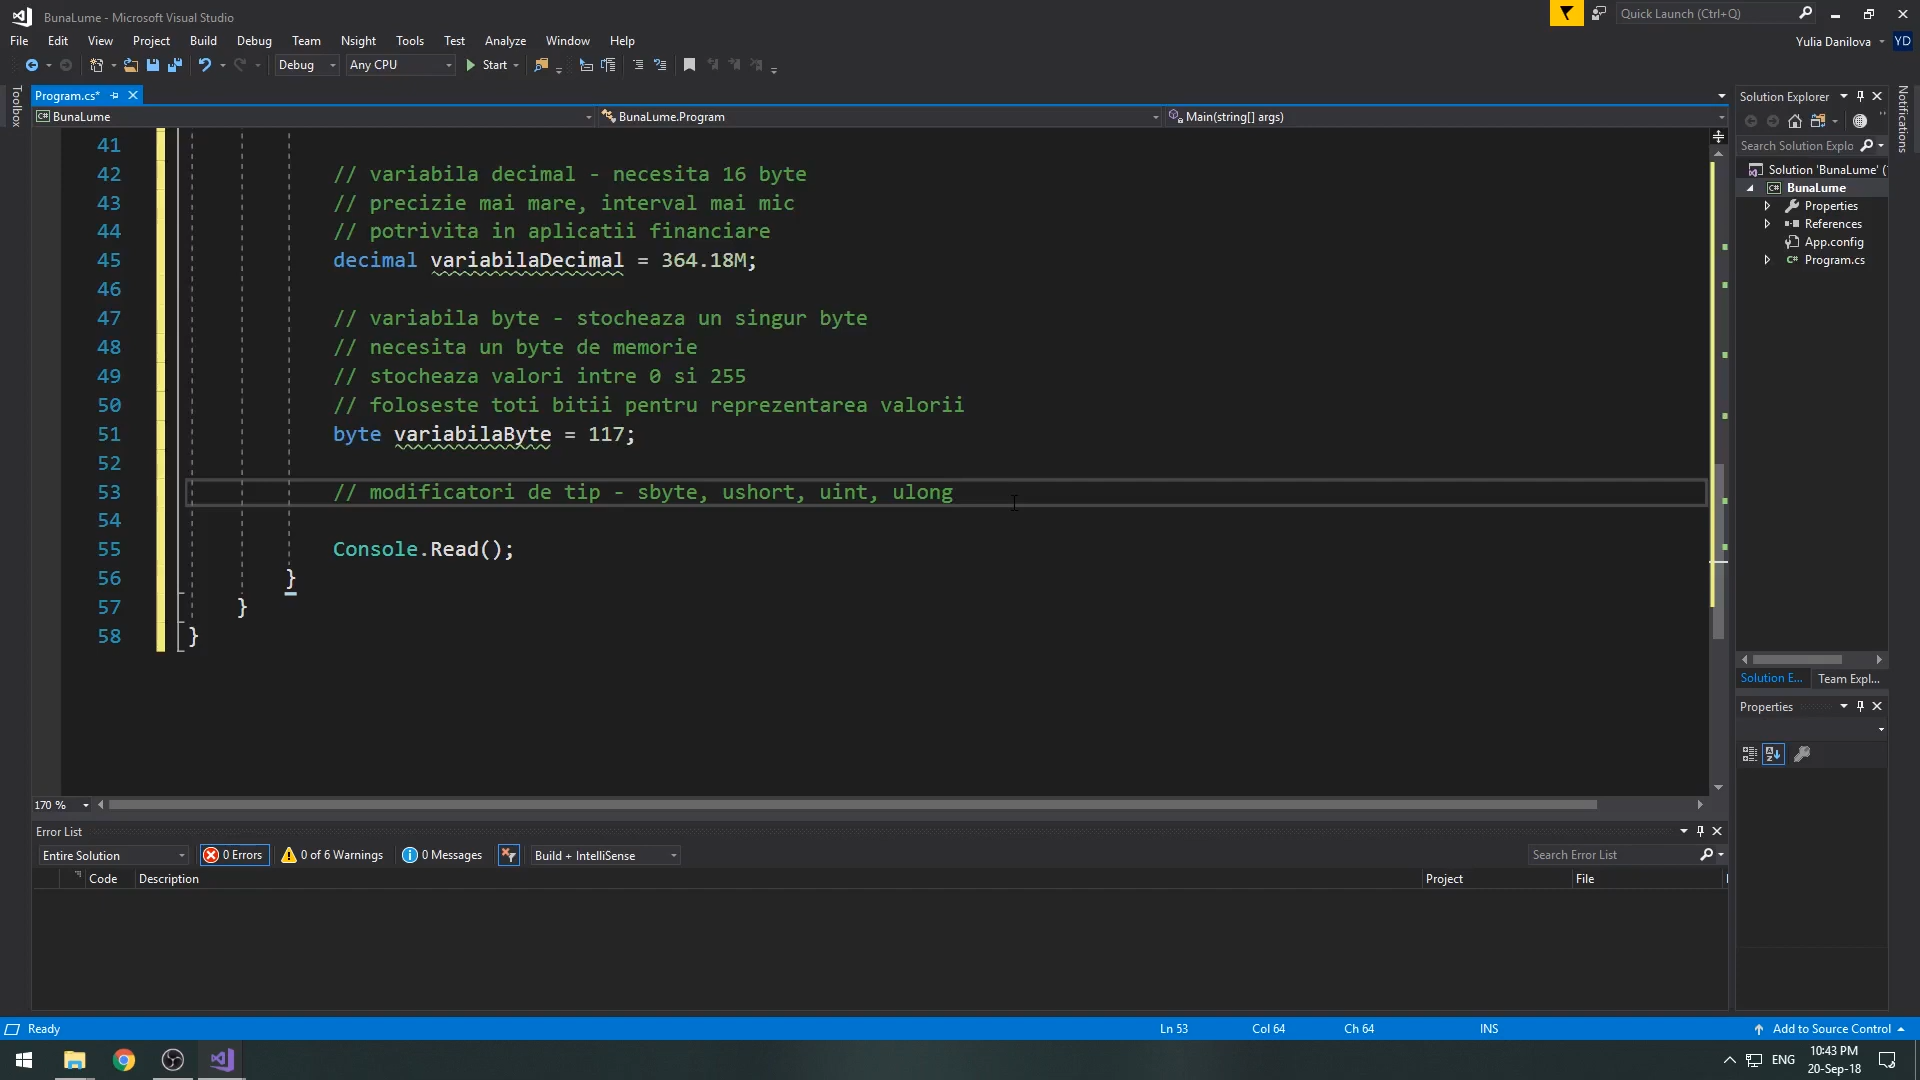 BunaLume - Microsoft Visual Studio
Quick Launch (Ctrl+Q)
File Edit View Project Build Debug Team Nsight Tools Test Analyze Window Help
Yulia Danilova YD
Debug Any CPU Start
Toolbox
Program.cs*
BunaLume BunaLume.Program Main(string[] args)
41
42 // variabila decimal - necesita 16 byte
43 // precizie mai mare, interval mai mic
44 // potrivita in aplicatii financiare
45 decimal variabilaDecimal = 364.18M;
46
47 // variabila byte - stocheaza un singur byte
48 // necesita un byte de memorie
49 // stocheaza valori intre 0 si 255
50 // foloseste toti bitii pentru reprezentarea valorii
51 byte variabilaByte = 117;
52
53 // modificatori de tip - sbyte, ushort, uint, ulong
54
55 Console.Read();
56 }
57 }
58 }
170 %
Solution Explorer
Search Solution Explo
Solution 'BunaLume' (
BunaLume
Properties
References
App.config
Program.cs
Solution E... Team Expl...
Properties
Notifications
Error List
Entire Solution 0 Errors 0 of 6 Warnings 0 Messages Build + IntelliSense Search Error List
Code Description Project File
Ready Ln 53 Col 64 Ch 64 INS Add to Source Control
ENG 10:43 PM
20-Sep-18